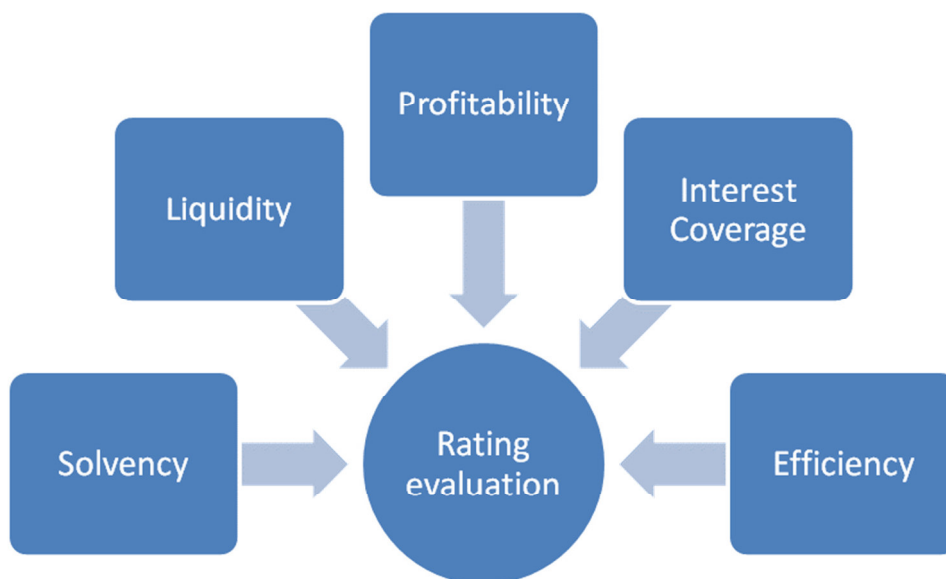 Profitability
Liquidity
Interest
Coverage
Solvency
Rating
evaluation
Efficiency